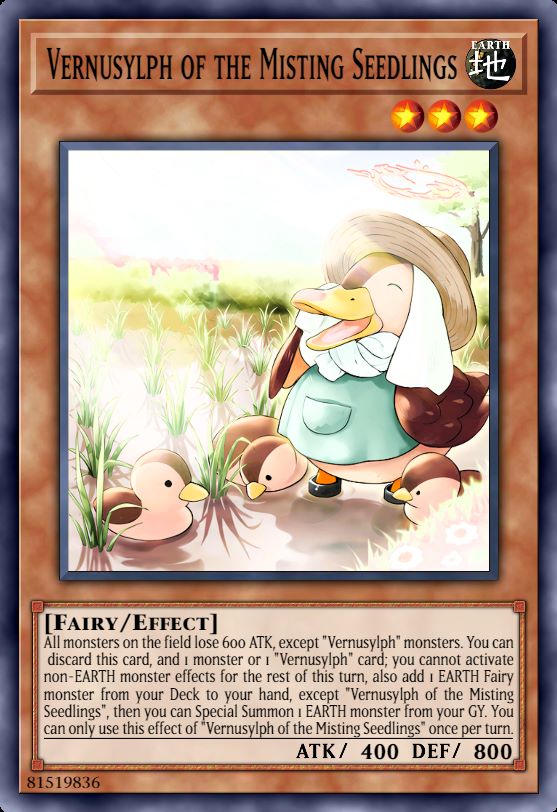 VERNUSYLPH OF THE MISTING SEEDLINGS
EARTH
地
[FAIRY/EFFECT]
All monsters on the field lose 600 ATK, except "Vernusylph" monsters. You can
discard this card, and 1 monster or 1 "Vernusylph" card; you cannot activate
non-EARTH monster effects for the rest of this turn, also add 1 EARTH Fairy
monster from your Deck to your hand, except "Vernusylph of the Misting
Seedlings", then you can Special Summon 1 EARTH monster from your GY. You
can only use this effect of "Vernusylph of the Misting Seedlings" once per turn.
ATK/ 400 DEF/ 800
81519836